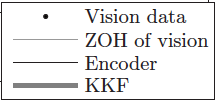 Vision data
ZOH of vision
Encoder
KKF